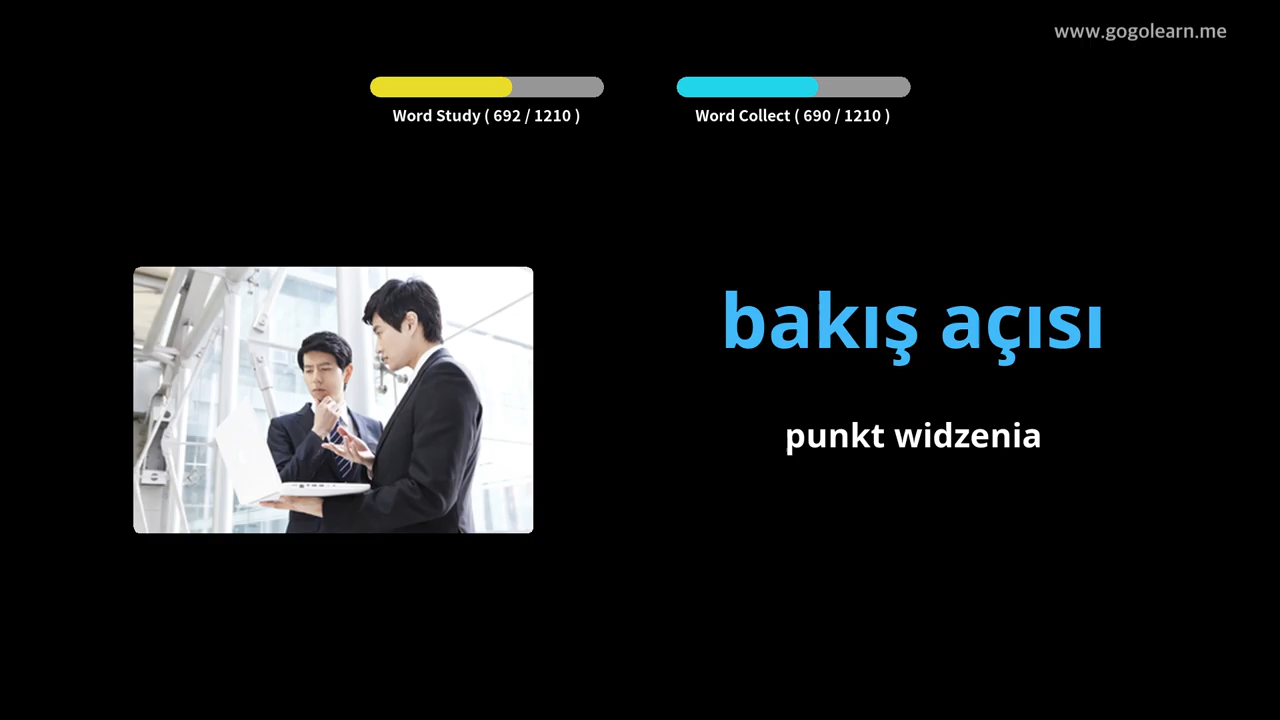 www.gogolearn.me
Word Study ( 692 / 1210 )
Word Collect ( 690 / 1210 )
bakış açısı
punkt widzenia